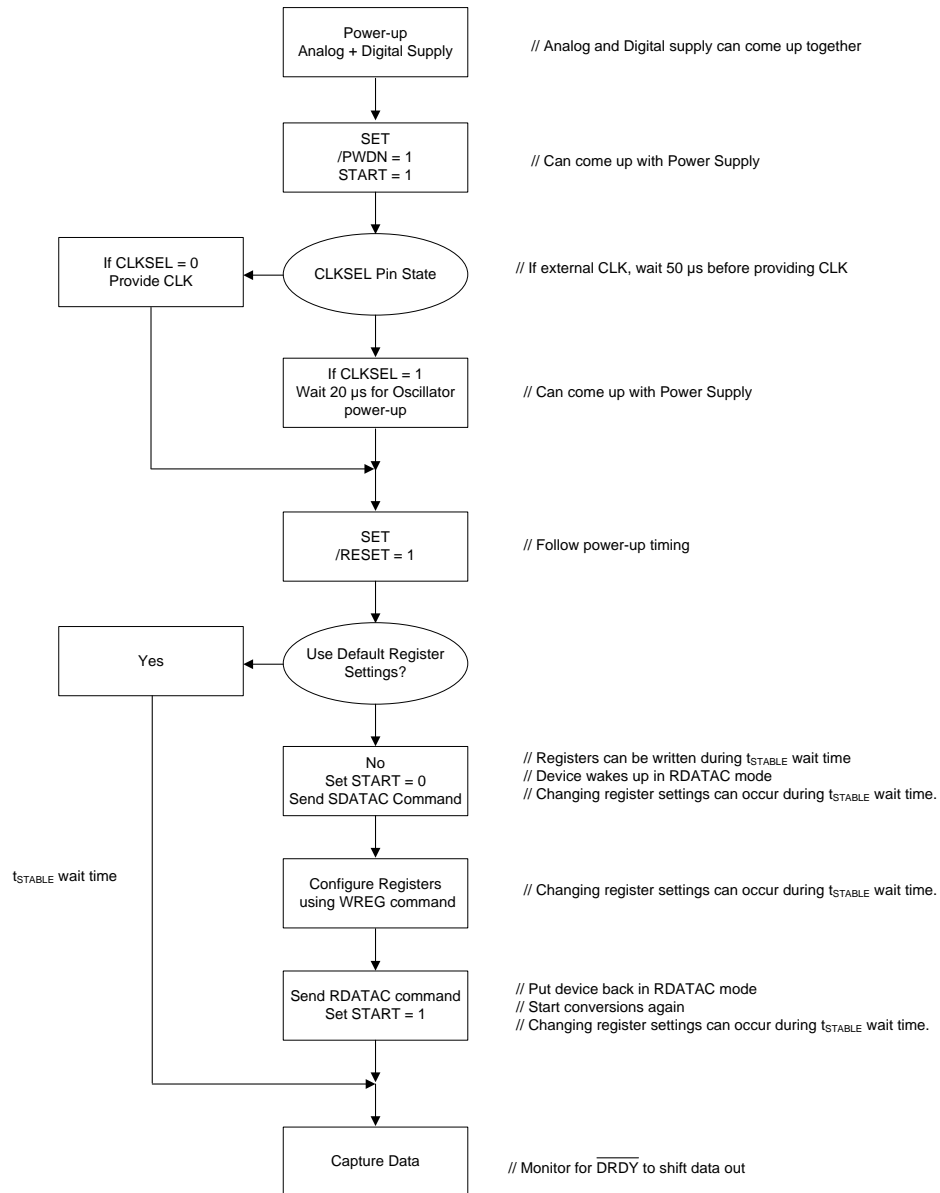 Power-up
Analog + Digital Supply
// Analog and Digital supply can come up together
SET
/PWDN = 1
START = 1
// Can come up with Power Supply
If CLKSEL = 0
Provide CLK
CLKSEL Pin State
// If external CLK, wait 50 µs before providing CLK
If CLKSEL = 1
Wait 20 µs for Oscillator
power-up
// Can come up with Power Supply
SET
/RESET = 1
// Follow power-up timing
Yes
Use Default Register
Settings?
No
Set START = 0
Send SDATAC Command
// Registers can be written during tSTABLE wait time
// Device wakes up in RDATAC mode
// Changing register settings can occur during tSTABLE wait time.
tSTABLE wait time
Configure Registers
using WREG command
// Changing register settings can occur during tSTABLE wait time.
Send RDATAC command
Set START = 1
// Put device back in RDATAC mode
// Start conversions again
// Changing register settings can occur during tSTABLE wait time.
Capture Data
// Monitor for DRDY to shift data out